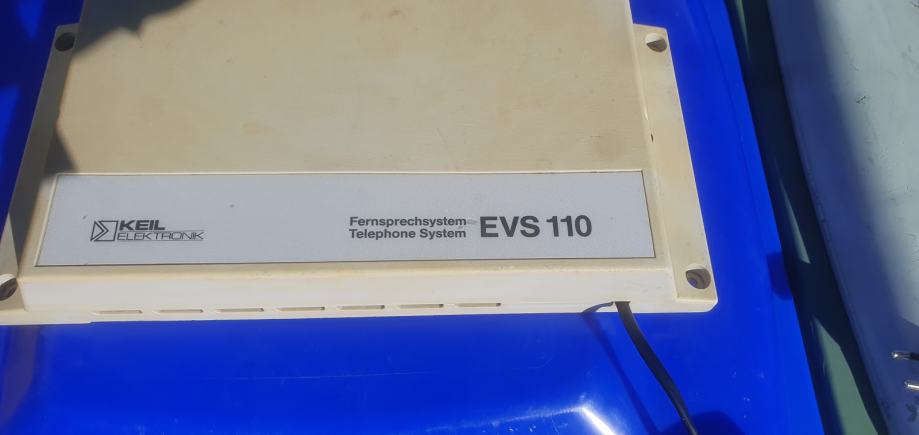 KEIL
ELEKTRONIK
Fernsprechsystem
Telephone System
EVS 110